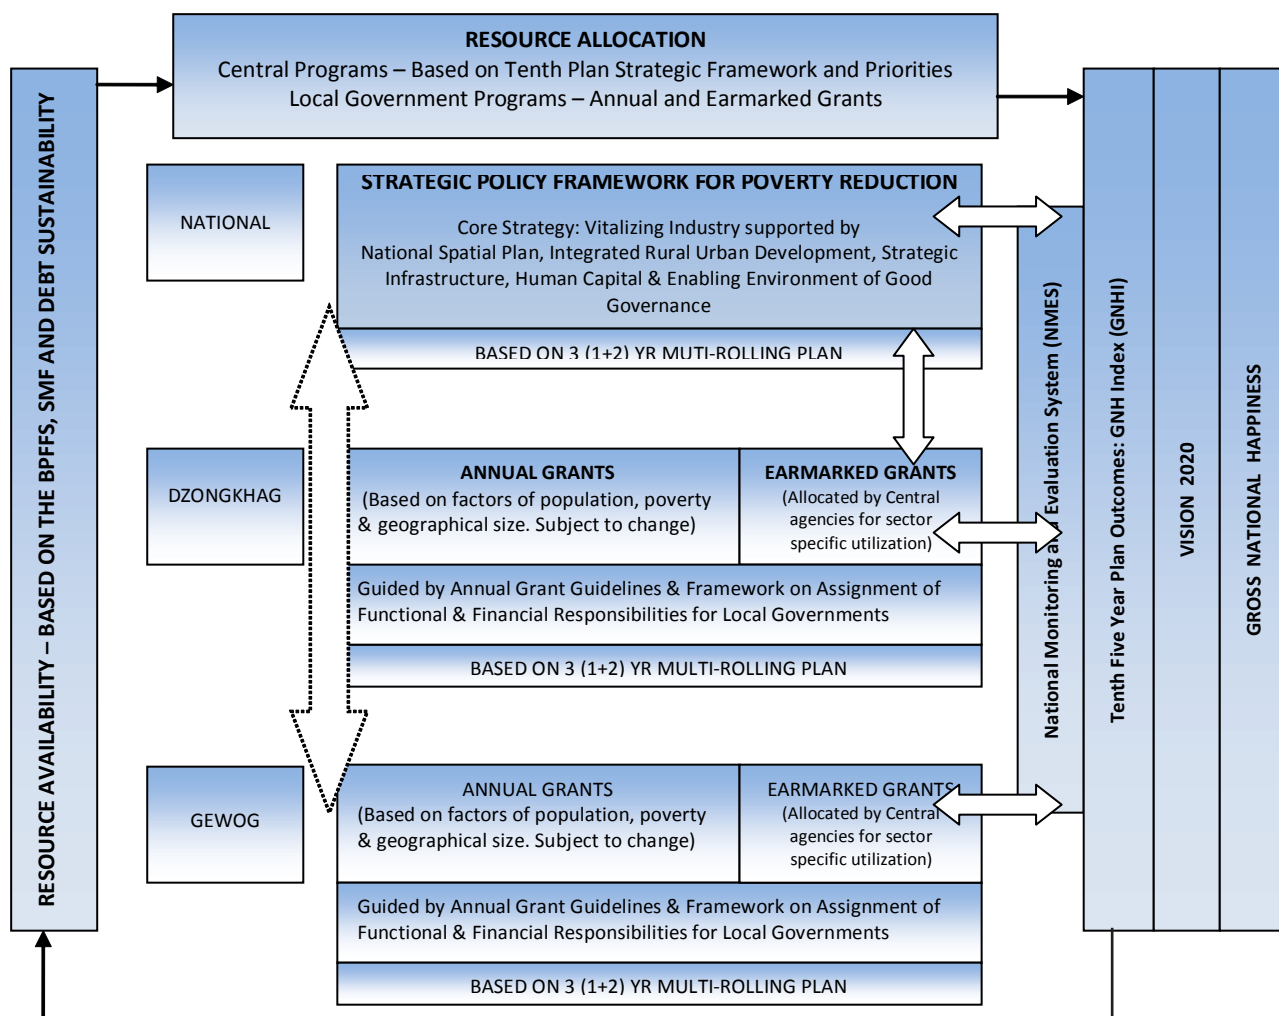 RESOURCE ALLOCATION
Central Programs – Based on Tenth Plan Strategic Framework and Priorities
Local Government Programs – Annual and Earmarked Grants
RESOURCE AVAILABILITY – BASED ON THE BPFFS, SMF AND DEBT SUSTAINABILITY
NATIONAL
STRATEGIC POLICY FRAMEWORK FOR POVERTY REDUCTION
Core Strategy: Vitalizing Industry supported by
National Spatial Plan, Integrated Rural Urban Development, Strategic
Infrastructure, Human Capital & Enabling Environment of Good
Governance
BASED ON 3 (1+2) YR MUTI-ROLLING PLAN
DZONGKHAG
ANNUAL GRANTS
(Based on factors of population, poverty
& geographical size. Subject to change)
EARMARKED GRANTS
(Allocated by Central
agencies for sector
specific utilization)
Guided by Annual Grant Guidelines & Framework on Assignment of
Functional & Financial Responsibilities for Local Governments
BASED ON 3 (1+2) YR MULTI-ROLLING PLAN
GEWOG
ANNUAL GRANTS
(Based on factors of population, poverty
& geographical size. Subject to change)
EARMARKED GRANTS
(Allocated by Central
agencies for sector
specific utilization)
Guided by Annual Grant Guidelines & Framework on Assignment of
Functional & Financial Responsibilities for Local Governments
BASED ON 3 (1+2) YR MULTI-ROLLING PLAN
National Monitoring and Evaluation System (NMES)
Tenth Five Year Plan Outcomes: GNH Index (GNHI)
VISION 2020
GROSS NATIONAL HAPPINESS